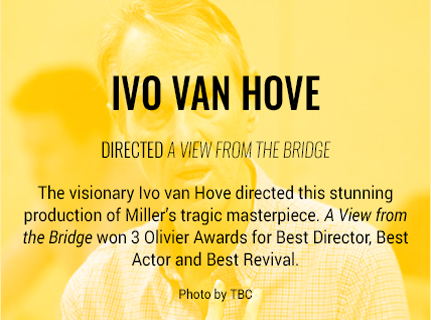 IVO VAN HOVE
DIRECTED A VIEW FROM THE BRIDGE
The visionary Ivo van Hove directed this stunning
production of Miller's tragic masterpiece. A View from
the Bridge won 3 Olivier Awards for Best Director, Best
Actor and Best Revival.
Photo by TBC